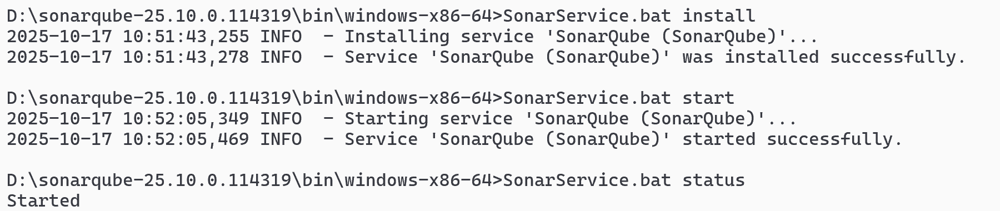 D:\sonarqube-25.10.0.114319\bin\windows-x86-64>SonarService.bat install
2025-10-17 10:51:43,255 INFO  - Installing service 'SonarQube (SonarQube)'...
2025-10-17 10:51:43,278 INFO  - Service 'SonarQube (SonarQube)' was installed successfully.

D:\sonarqube-25.10.0.114319\bin\windows-x86-64>SonarService.bat start
2025-10-17 10:52:05,349 INFO  - Starting service 'SonarQube (SonarQube)'...
2025-10-17 10:52:05,469 INFO  - Service 'SonarQube (SonarQube)' started successfully.

D:\sonarqube-25.10.0.114319\bin\windows-x86-64>SonarService.bat status
Started